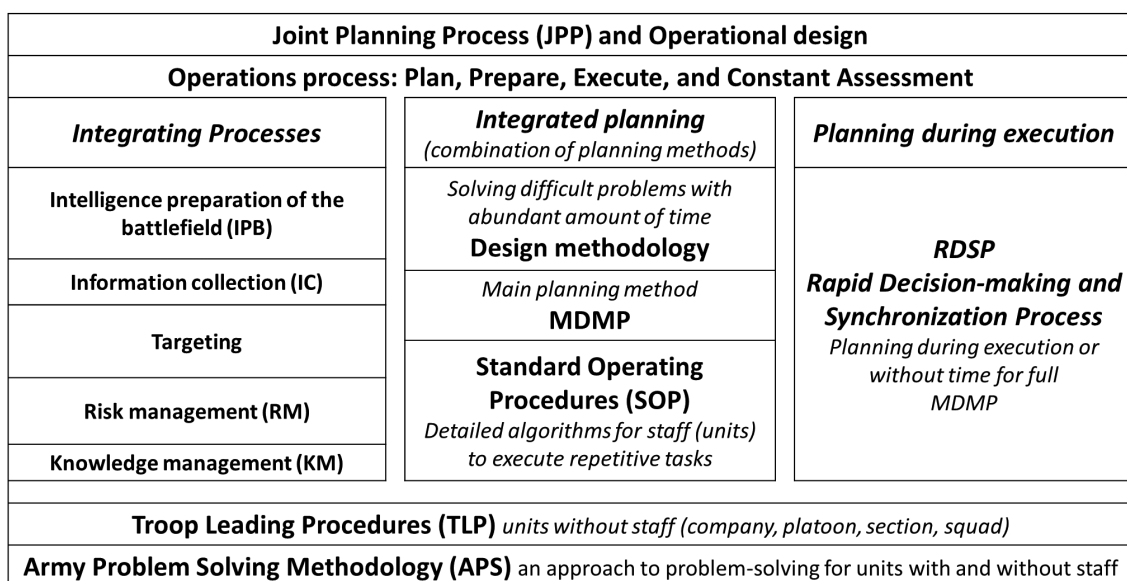 Joint Planning Process (JPP) and Operational design
Operations process: Plan, Prepare, Execute, and Constant Assessment
Integrating Processes
Intelligence preparation of the
battlefield (IPB)
Information collection (IC)
Targeting
Risk management (RM)
Knowledge management (KM)
Integrated planning
(combination of planning methods)
Solving difficult problems with
abundant amount of time
Design methodology
Main planning method
MDMP
Standard Operating
Procedures (SOP)
Detailed algorithms for staff (units)
to execute repetitive tasks
Planning during execution
RDSP
Rapid Decision-making and
Synchronization Process
Planning during execution or
without time for full
MDMP
Troop Leading Procedures (TLP) units without staff (company, platoon, section, squad)
Army Problem Solving Methodology (APS) an approach to problem-solving for units with and without staff